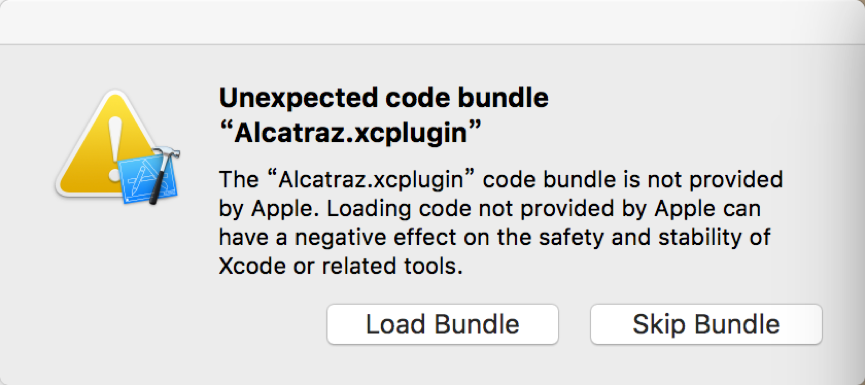 Unexpected code bundle
“Alcatraz.xcplugin”
The “Alcatraz.xcplugin” code bundle is not provided
by Apple. Loading code not provided by Apple can
have a negative effect on the safety and stability of
Xcode or related tools.
Load Bundle Skip Bundle